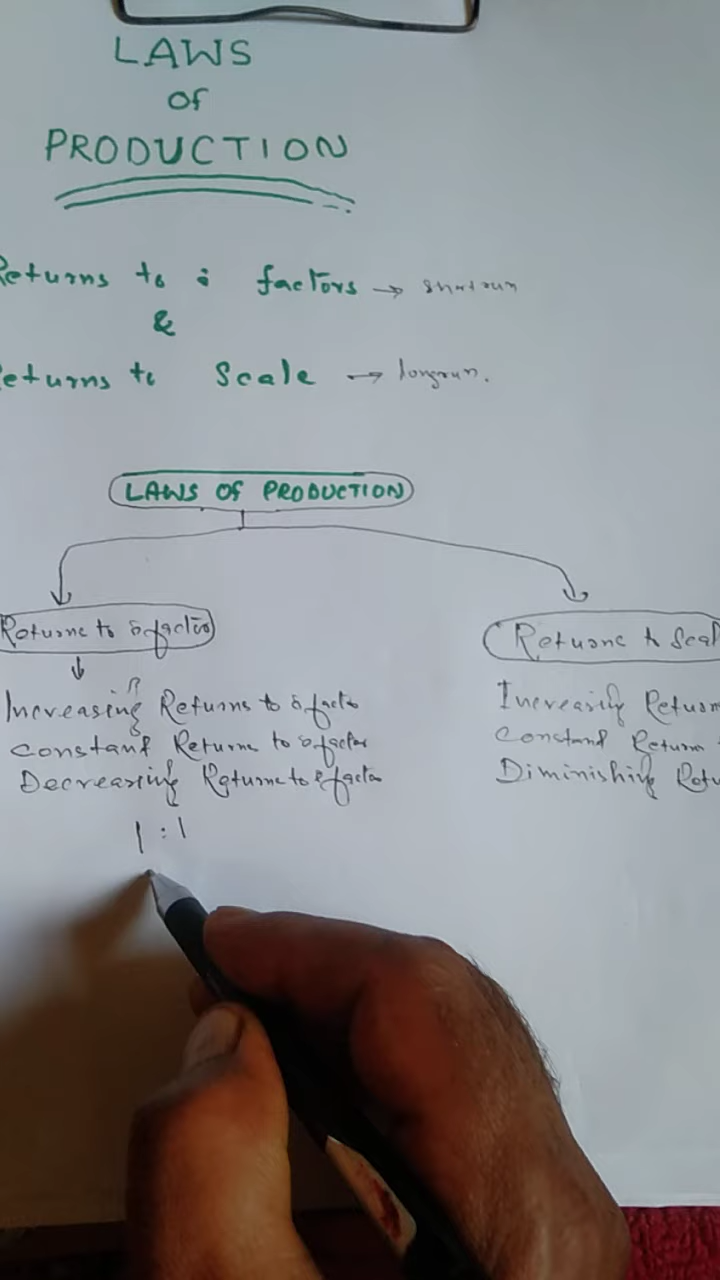 LAWS
of
PRODUCTION
Returns to a factors → short run
&
Returns to Scale → longrun.
LAWS OF PRODUCTION
Returns to a factor
Returns to Scal
Increasing Returns to a factor
Constant Returns to a factor
Decreasing Returns to a factor
1 : 1
Increasing Return
Constant Return
Diminishing Retu